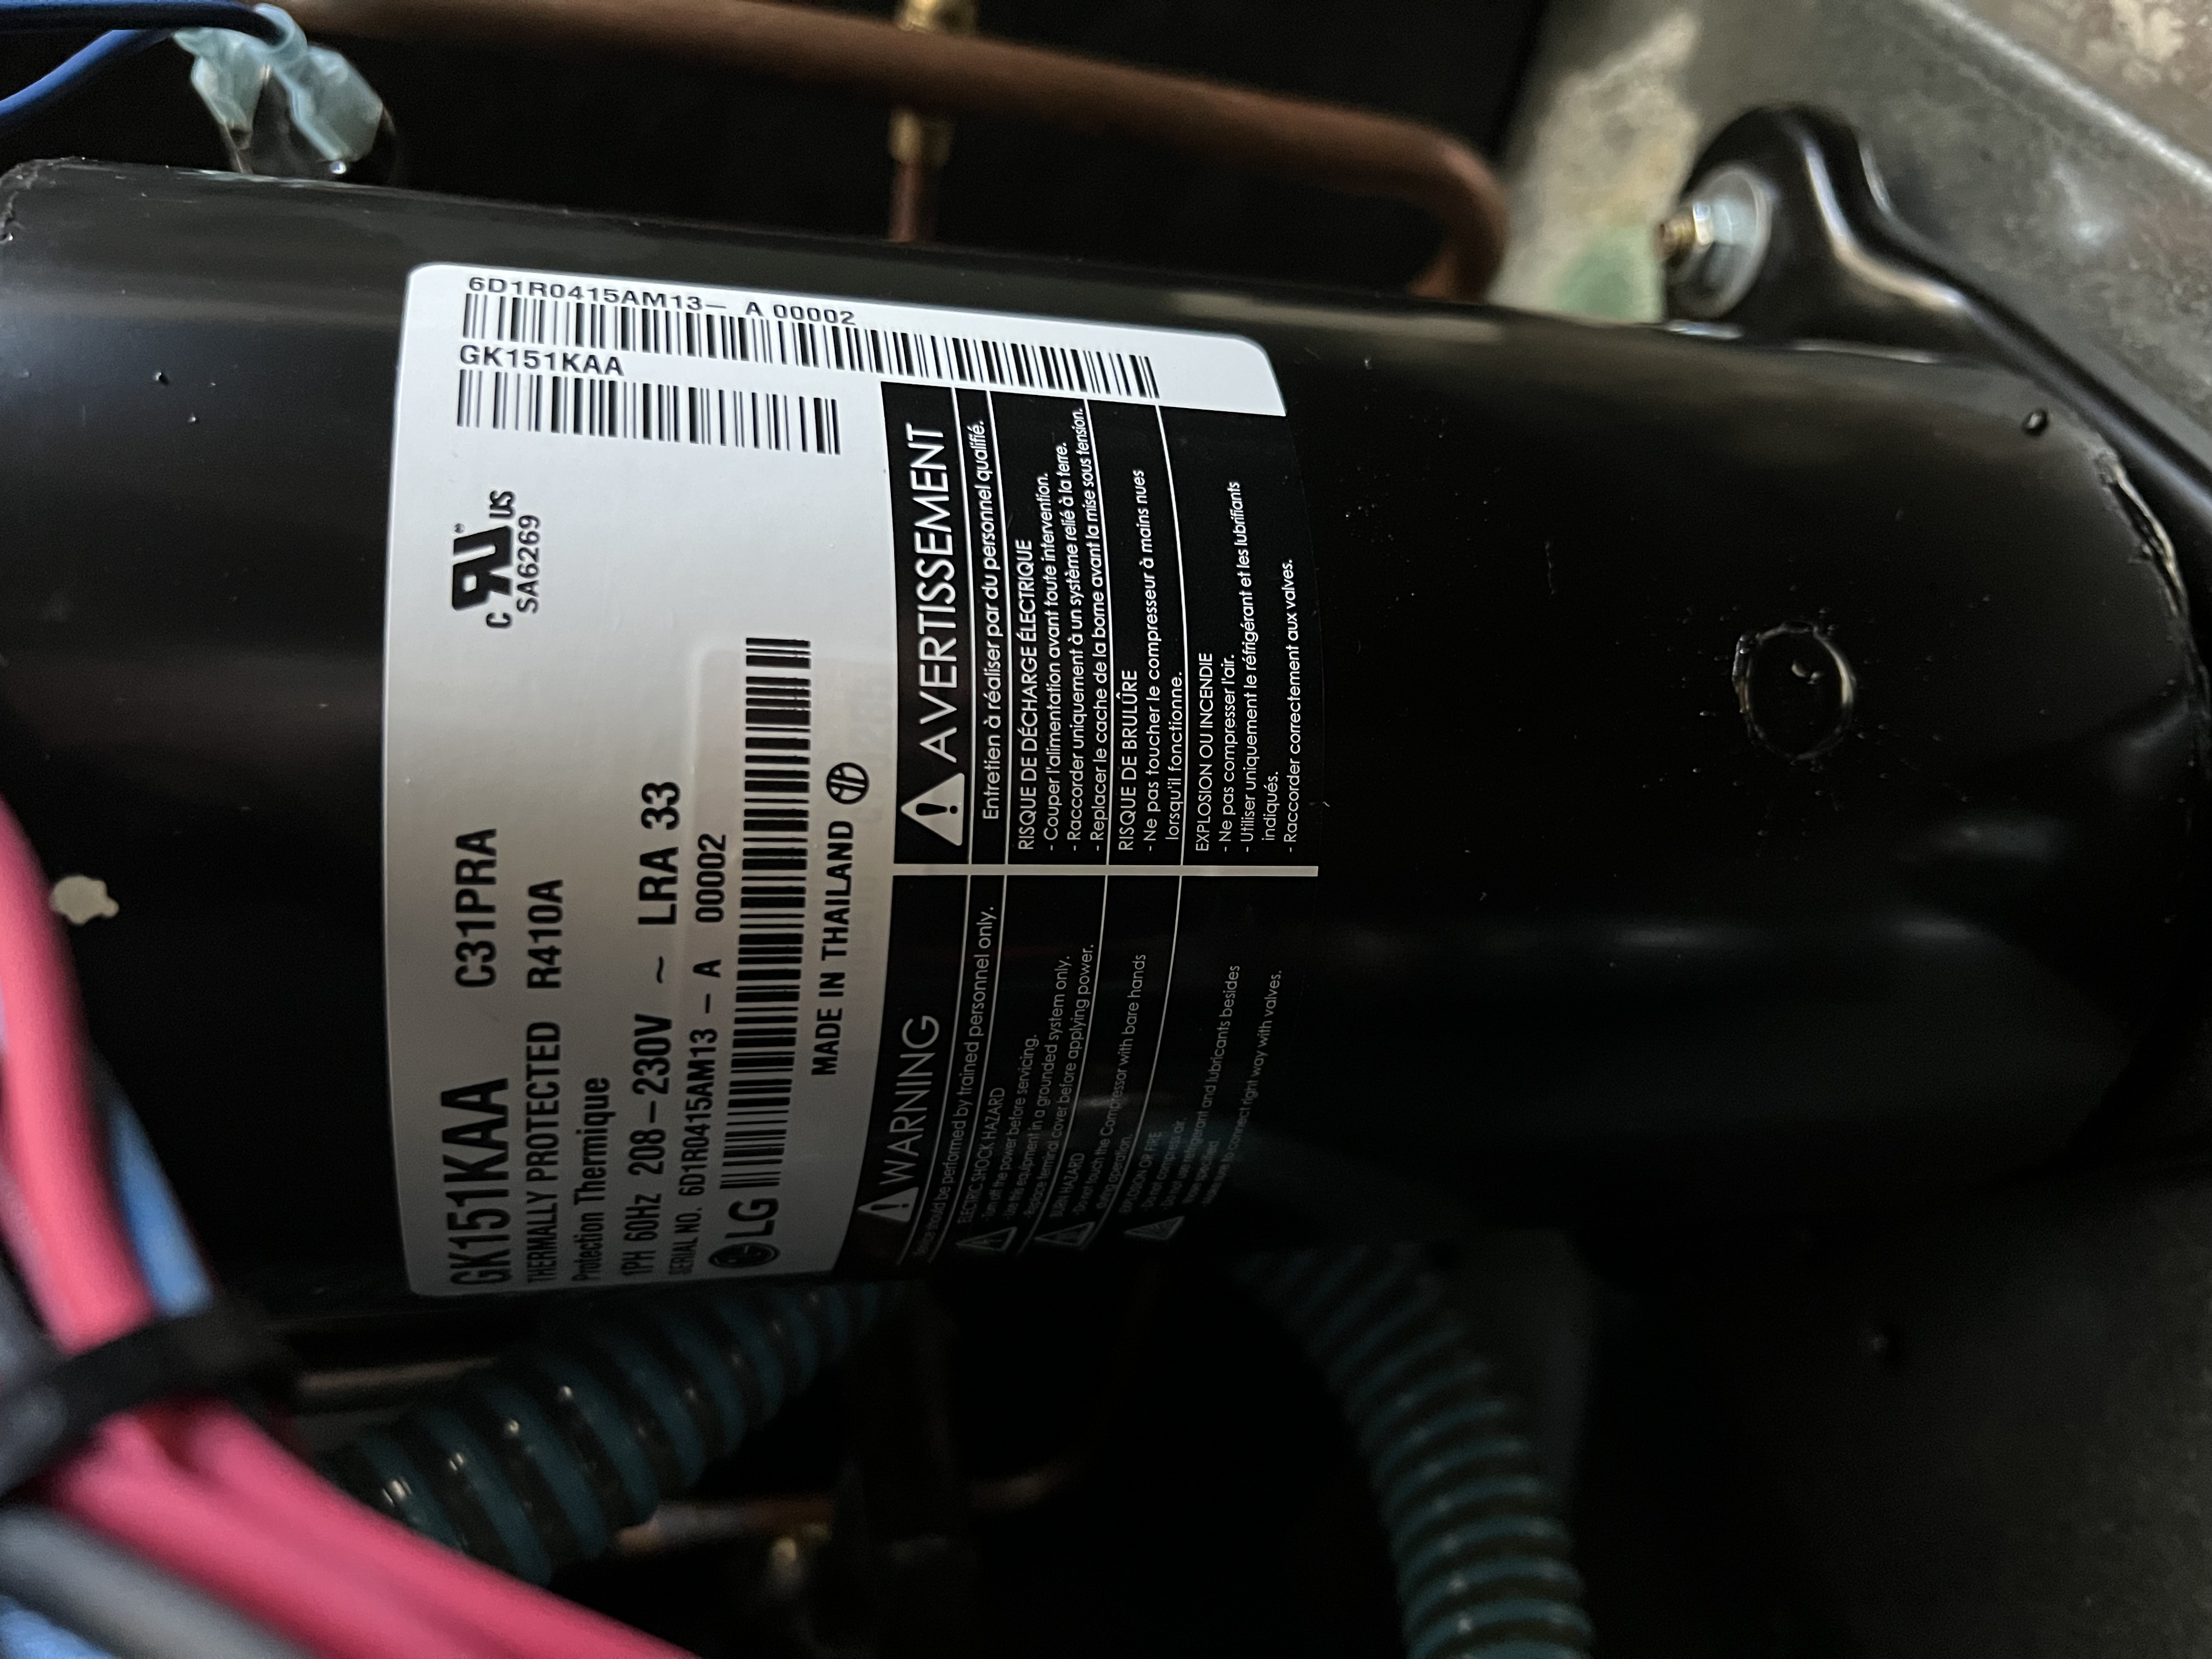 GK151KAA C31PRA
THERMALLY PROTECTED R410A
Protection Thermique
1PH 60Hz 208-230V ~ LRA 33
SERIAL NO. 6D1R0415AM13 - A 00002
LG
MADE IN THAILAND
c RU ® US
SA6269
GK151KAA
6D1R0415AM13- A 00002
WARNING
Service should be performed by trained personnel only.
ELECTRIC SHOCK HAZARD
-Turn off the power before servicing.
-Use this equipment in a grounded system only.
-Replace terminal cover before applying power.
BURN HAZARD
-Do not touch the Compressor with bare hands
during operation.
EXPLOSION OR FIRE
-Do not compress air.
-Do not use refrigerant and lubricants besides
those specified.
-Make sure to connect right way with valves.
AVERTISSEMENT
Entretien à réaliser par du personnel qualifié.
RISQUE DE DÉCHARGE ÉLECTRIQUE
- Couper l'alimentation avant toute intervention.
- Raccorder uniquement à un système relié à la terre.
- Replacer le cache de la borne avant la mise sous tension.
RISQUE DE BRULÛRE
- Ne pas toucher le compresseur à mains nues
lorsqu'il fonctionne.
EXPLOSION OU INCENDIE
- Ne pas compresser l'air.
- Utiliser uniquement le réfrigérant et les lubrifiants
indiqués.
- Raccorder correctement aux valves.